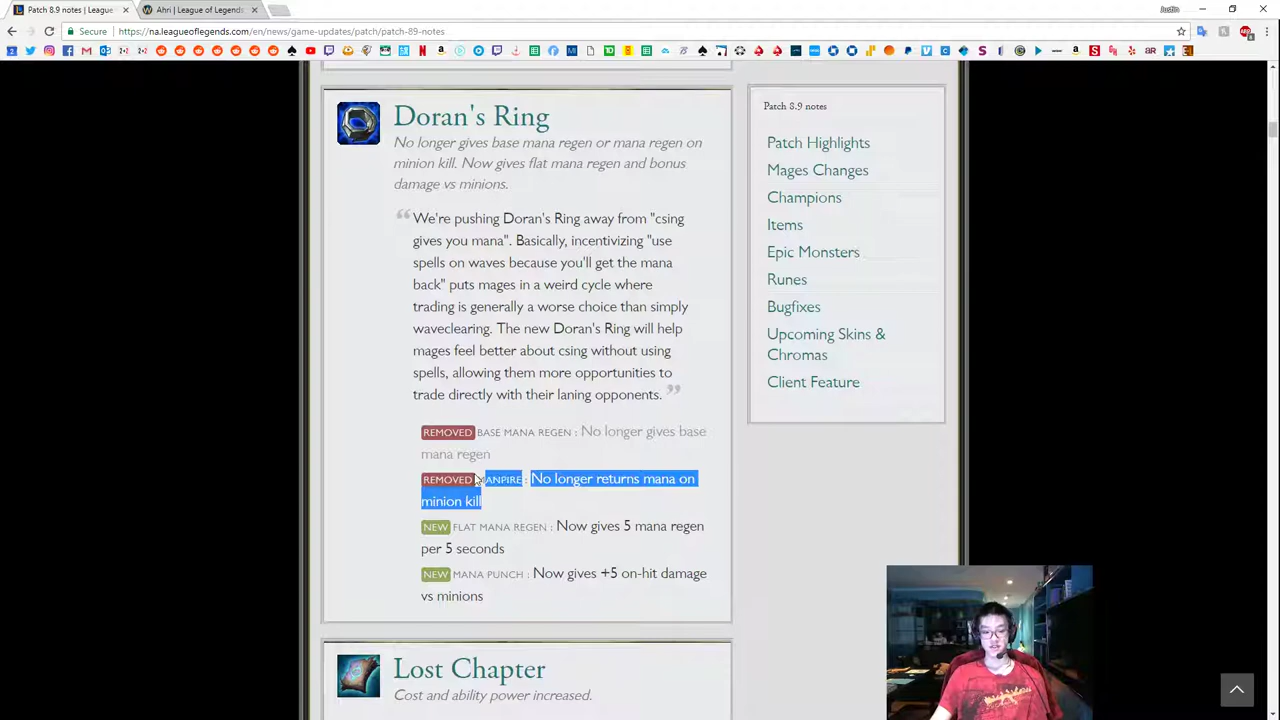 Patch 8.9 notes | League
Ahri | League of Legend
Justin
Secure
https://na.leagueoflegends.com/en/news/game-updates/patch/patch-89-notes
Doran's Ring
No longer gives base mana regen or mana regen on
minion kill. Now gives flat mana regen and bonus
damage vs minions.
“We're pushing Doran's Ring away from "csing
gives you mana". Basically, incentivizing "use
spells on waves because you'll get the mana
back" puts mages in a weird cycle where
trading is generally a worse choice than simply
waveclearing. The new Doran's Ring will help
mages feel better about csing without using
spells, allowing them more opportunities to
trade directly with their laning opponents. ”
REMOVED BASE MANA REGEN : No longer gives base
mana regen
REMOVED ANPIRE : No longer returns mana on
minion kill
NEW FLAT MANA REGEN : Now gives 5 mana regen
per 5 seconds
NEW MANA PUNCH : Now gives +5 on-hit damage
vs minions
Lost Chapter
Cost and ability power increased.
Patch 8.9 notes
Patch Highlights
Mages Changes
Champions
Items
Epic Monsters
Runes
Bugfixes
Upcoming Skins &
Chromas
Client Feature